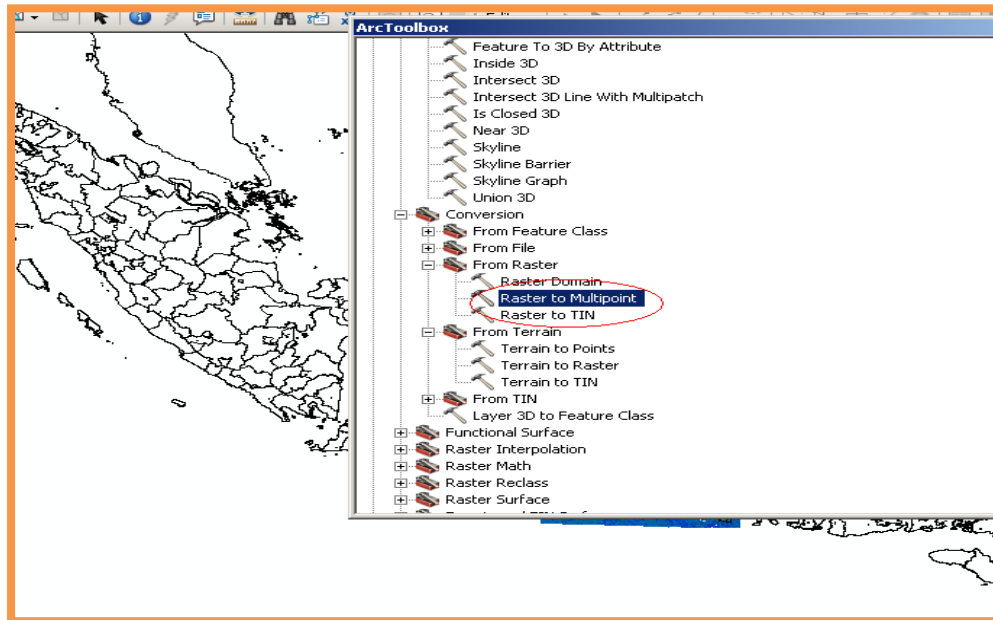 ArcToolbox
Feature To 3D By Attribute
Inside 3D
Intersect 3D
Intersect 3D Line With Multipatch
Is Closed 3D
Near 3D
Skyline
Skyline Barrier
Skyline Graph
Union 3D
Conversion
From Feature Class
From File
From Raster
Raster Domain
Raster to Multipoint
Raster to TIN
From Terrain
Terrain to Points
Terrain to Raster
Terrain to TIN
From TIN
Layer 3D to Feature Class
Functional Surface
Raster Interpolation
Raster Math
Raster Reclass
Raster Surface